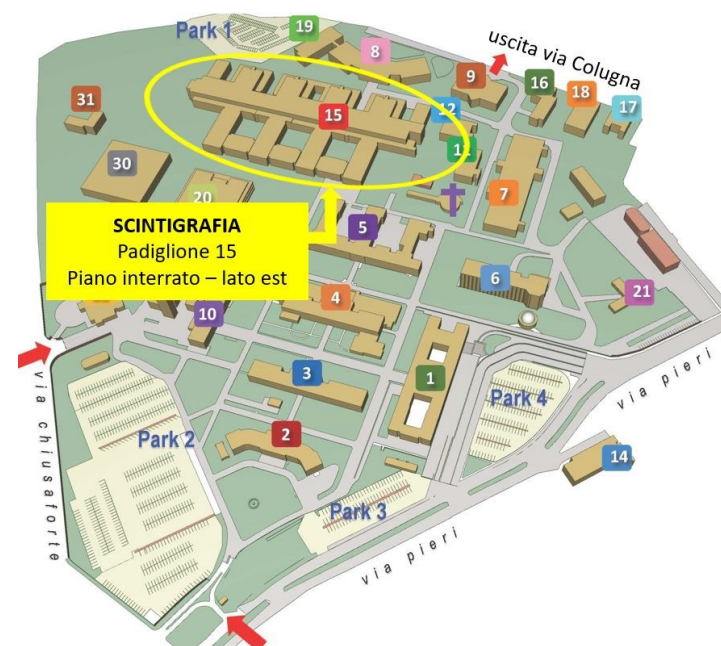 Park 1
19
8
9
uscita via Colugna
16
18
17
31
15
12
30
20
7
SCINTIGRAFIA
Padiglione 15
Piano interrato – lato est
5
6
21
4
10
3
1
2
Park 4
via pieri
Park 2
14
via chiusaforte
Park 3
via pieri